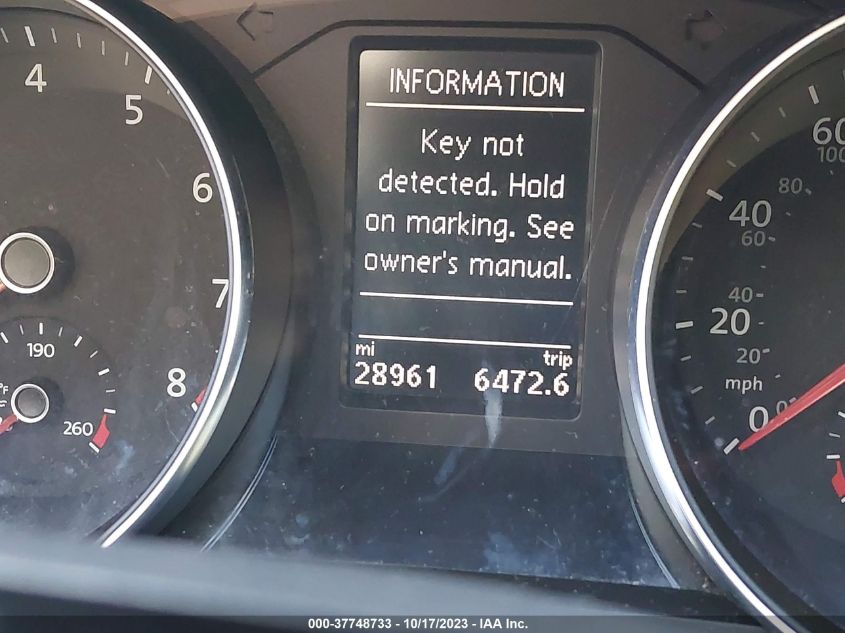 INFORMATION
Key not
detected. Hold
on marking. See
owner's manual.
mi trip
28961 6472.6
4
5
6
7
8
190
260
°F
60
100
80
40
60
40
20
20
mph
0
0
000-37748733 - 10/17/2023 - IAA Inc.